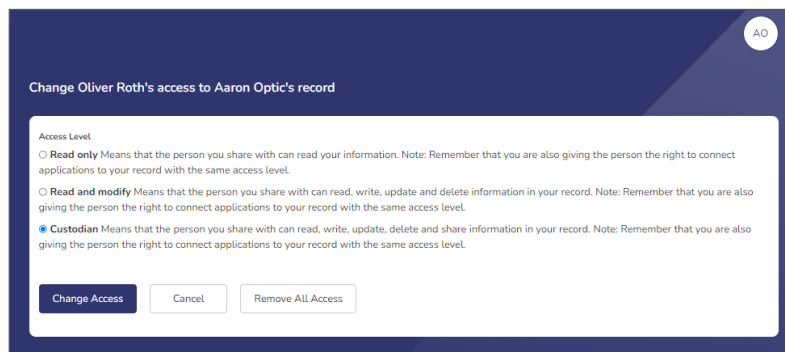 AO
Change Oliver Roth's access to Aaron Optic's record
Access Level
Read only Means that the person you share with can read your information. Note: Remember that you are also giving the person the right to connect
applications to your record with the same access level.
Read and modify Means that the person you share with can read, write, update and delete information in your record. Note: Remember that you are also
giving the person the right to connect applications to your record with the same access level.
Custodian Means that the person you share with can read, write, update, delete and share information in your record. Note: Remember that you are also
giving the person the right to connect applications to your record with the same access level.
Change Access Cancel Remove All Access